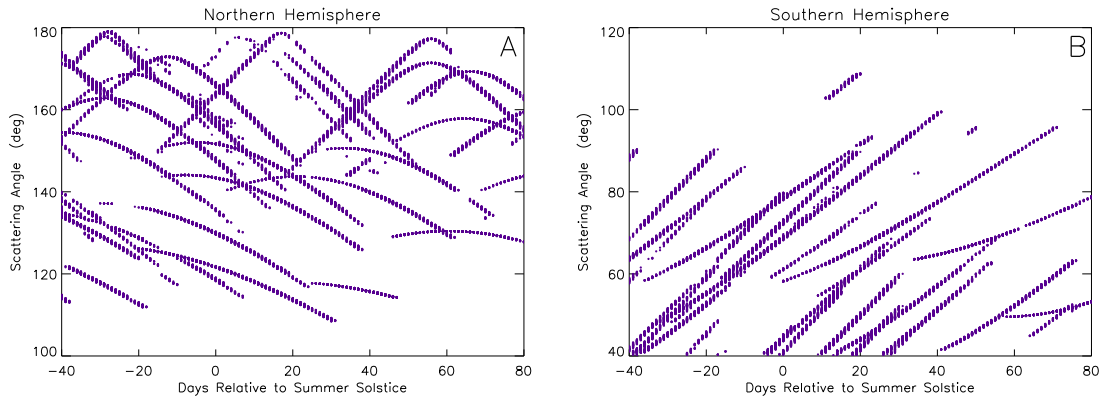 Northern Hemisphere
A
180
160
140
120
100
Scattering Angle (deg)
-40 -20 0 20 40 60 80
Days Relative to Summer Solstice
Southern Hemisphere
B
120
100
80
60
40
Scattering Angle (deg)
-40 -20 0 20 40 60 80
Days Relative to Summer Solstice